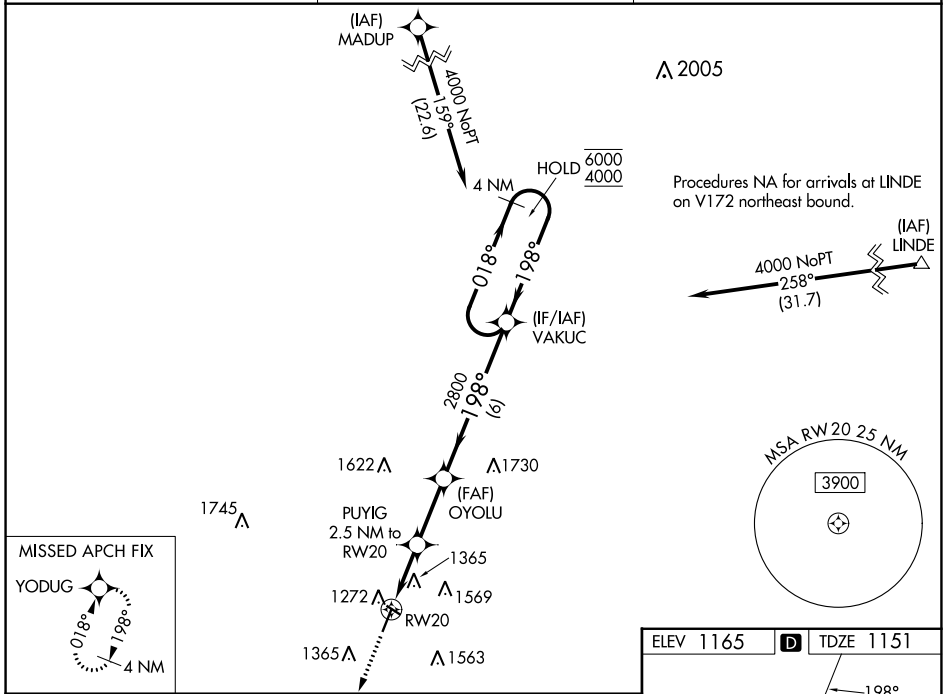 (IAF)
MADUP
4000 NoPT
159°
(22.6)
2005
HOLD 6000
4000
4 NM
Procedures NA for arrivals at LINDE
on V172 northeast bound.
(IAF)
LINDE
4000 NoPT
258°
(31.7)
018°
198°
(IF/IAF)
VAKUC
2800
198°
(6)
MSA RW20 25 NM
3900
1622
1730
(FAF)
OYOLU
1745
PUYIG
2.5 NM to
RW20
1365
1272
1569
RW20
1365
1563
MISSED APCH FIX
YODUG
018°
198°
4 NM
ELEV 1165 D TDZE 1151
198°